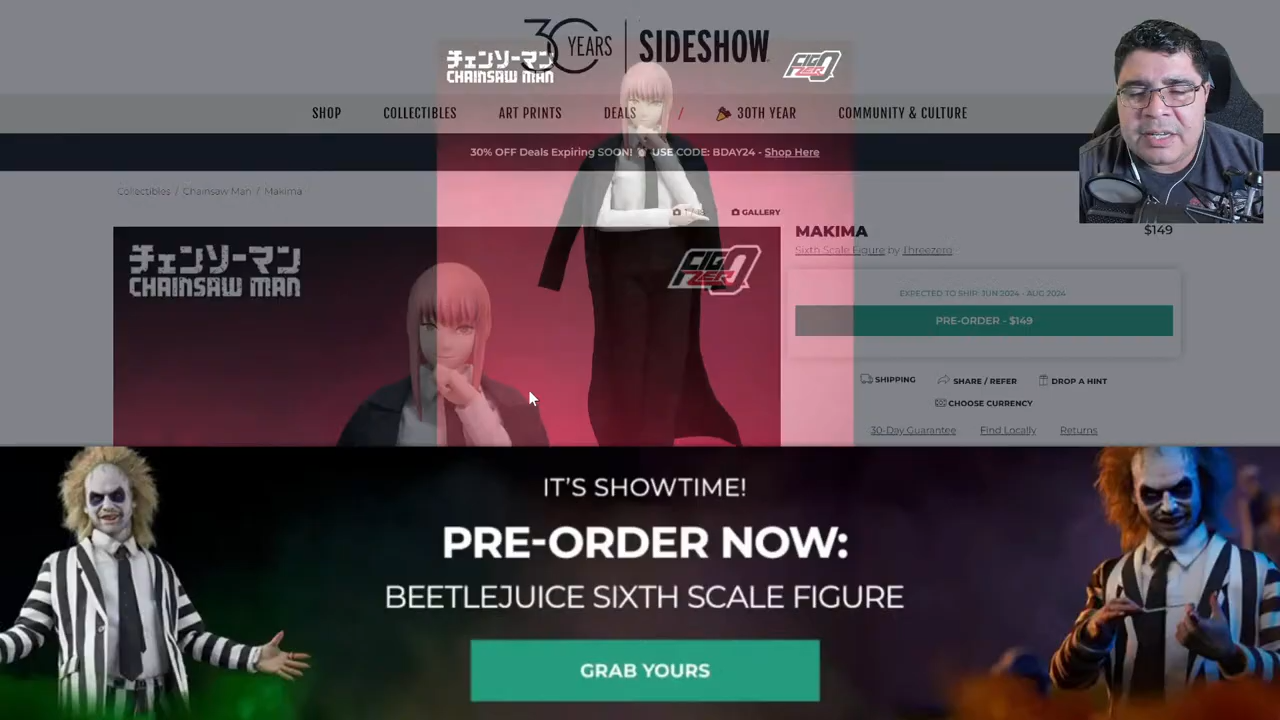 30 YEARS | SIDESHOW
チェンソーマン
CHAINSAW MAN
CIG
ZERO
SHOP
COLLECTIBLES
ART PRINTS
DEALS
/
30TH YEAR
COMMUNITY & CULTURE
30% OFF Deals Expiring SOON! USE CODE: BDAY24 - Shop Here
Collectibles / Chainsaw Man / Makima
GALLERY
チェンソーマン
CHAINSAW MAN
CIG
ZERO
MAKIMA
$149
Sixth Scale Figure by Threezero
EXPECTED TO SHIP: JUN 2024 - AUG 2024
PRE-ORDER - $149
SHIPPING
SHARE / REFER
DROP A HINT
CHOOSE CURRENCY
30-Day Guarantee
Find Locally
Returns
IT'S SHOWTIME!
PRE-ORDER NOW:
BEETLEJUICE SIXTH SCALE FIGURE
GRAB YOURS